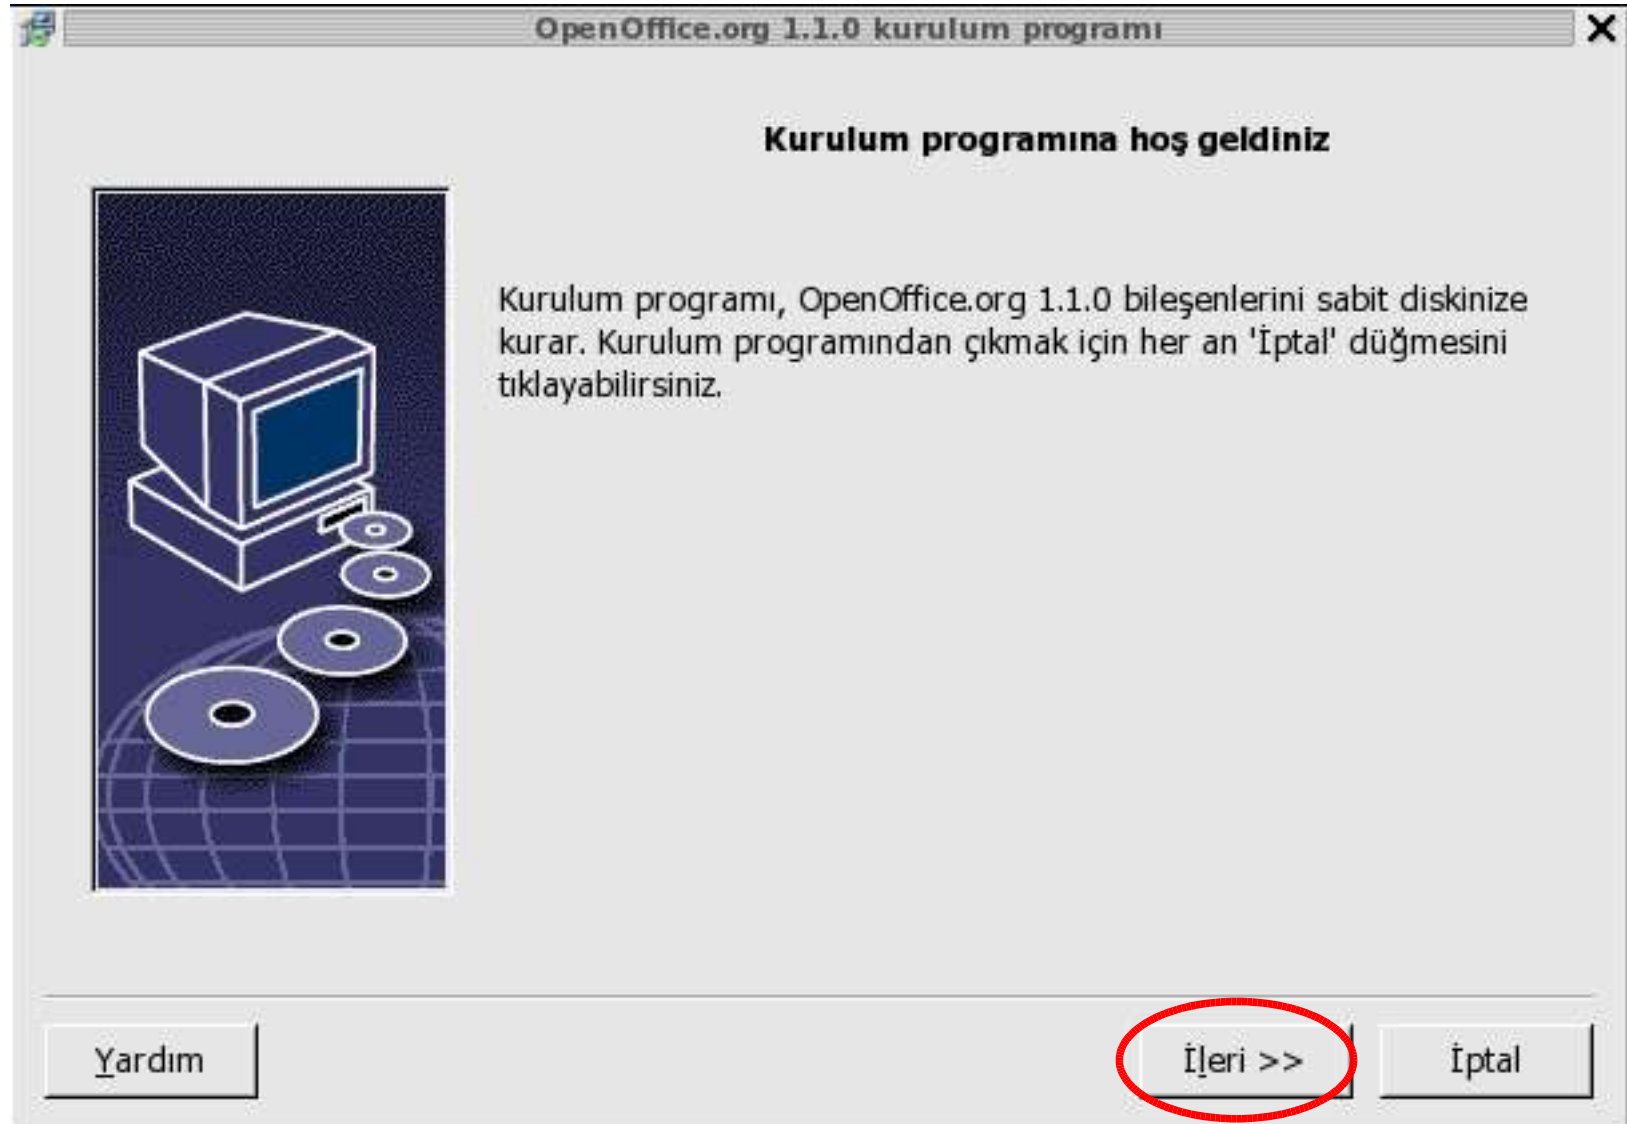 OpenOffice.org 1.1.0 kurulum programı
Kurulum programına hoş geldiniz
Kurulum programı, OpenOffice.org 1.1.0 bileşenlerini sabit diskinize
kurar. Kurulum programından çıkmak için her an 'İptal' düğmesini
tıklayabilirsiniz.
Yardım
İleri >>
İptal